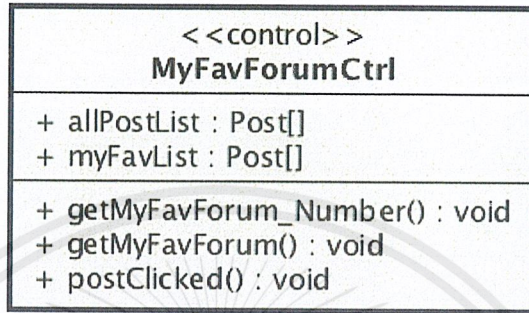 <<control>>
MyFavForumCtrl
+ allPostList : Post[]
+ myFavList : Post[]
+ getMyFavForum_Number() : void
+ getMyFavForum() : void
+ postClicked() : void